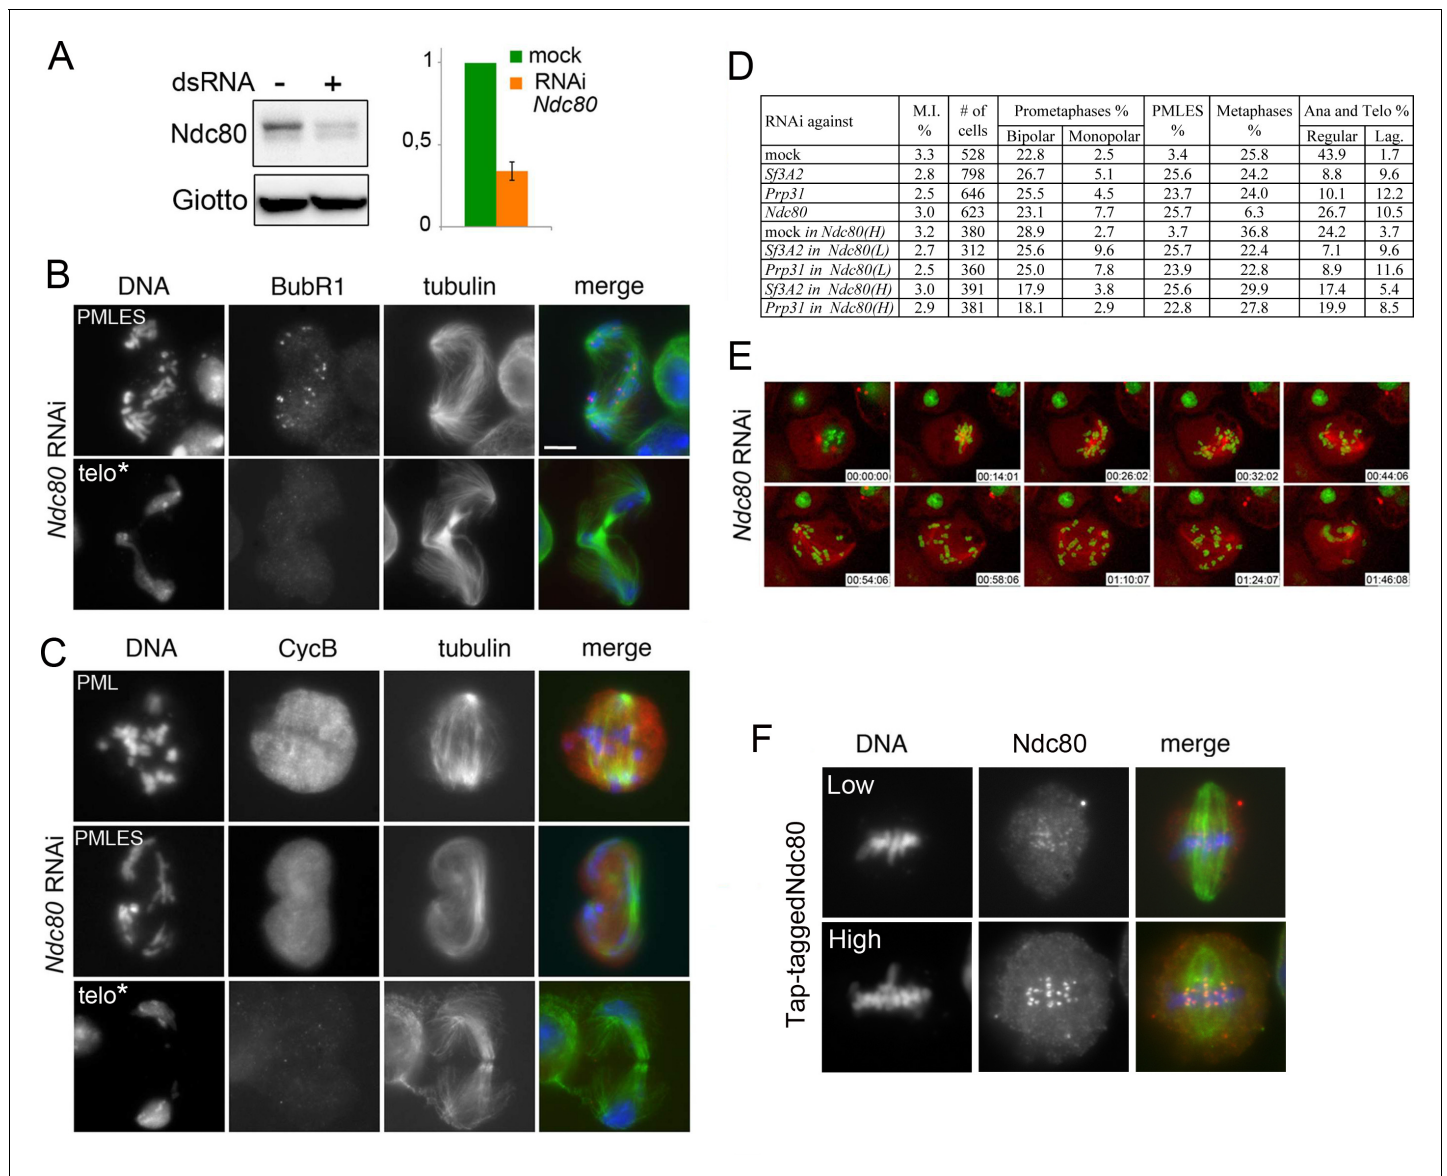 A
dsRNA - +
Ndc80
Giotto
1
0,5
0
mock
RNAi
Ndc80
B
DNA BubR1 tubulin merge
Ndc80 RNAi
PMLES
telo*
C
DNA CycB tubulin merge
Ndc80 RNAi
PML
PMLES
telo*
D
RNAi against M.I. % # of cells Prometaphases % PMLES % Metaphases % Ana and Telo %
Bipolar Monopolar Regular Lag.
mock 3.3 528 22.8 2.5 3.4 25.8 43.9 1.7
Sf3A2 2.8 798 26.7 5.1 25.6 24.2 8.8 9.6
Prp31 2.5 646 25.5 4.5 23.7 24.0 10.1 12.2
Ndc80 3.0 623 23.1 7.7 25.7 6.3 26.7 10.5
mock in Ndc80(H) 3.2 380 28.9 2.7 3.7 36.8 24.2 3.7
Sf3A2 in Ndc80(L) 2.7 312 25.6 9.6 25.7 22.4 7.1 9.6
Prp31 in Ndc80(L) 2.5 360 25.0 7.8 23.9 22.8 8.9 11.6
Sf3A2 in Ndc80(H) 3.0 391 17.9 3.8 25.6 29.9 17.4 5.4
Prp31 in Ndc80(H) 2.9 381 18.1 2.9 22.8 27.8 19.9 8.5
E
Ndc80 RNAi
00:00:00 00:14:01 00:26:02 00:32:02 00:44:06
00:54:06 00:58:06 01:10:07 01:24:07 01:46:08
F
DNA Ndc80 merge
Tap-taggedNdc80
Low
High